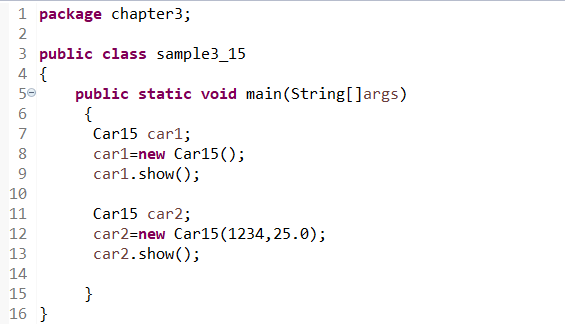 1 package chapter3;
2
3 public class sample3_15
4 {
5 public static void main(String[]args)
6 {
7 Car15 car1;
8 car1=new Car15();
9 car1.show();
10
11 Car15 car2;
12 car2=new Car15(1234,25.0);
13 car2.show();
14
15 }
16 }